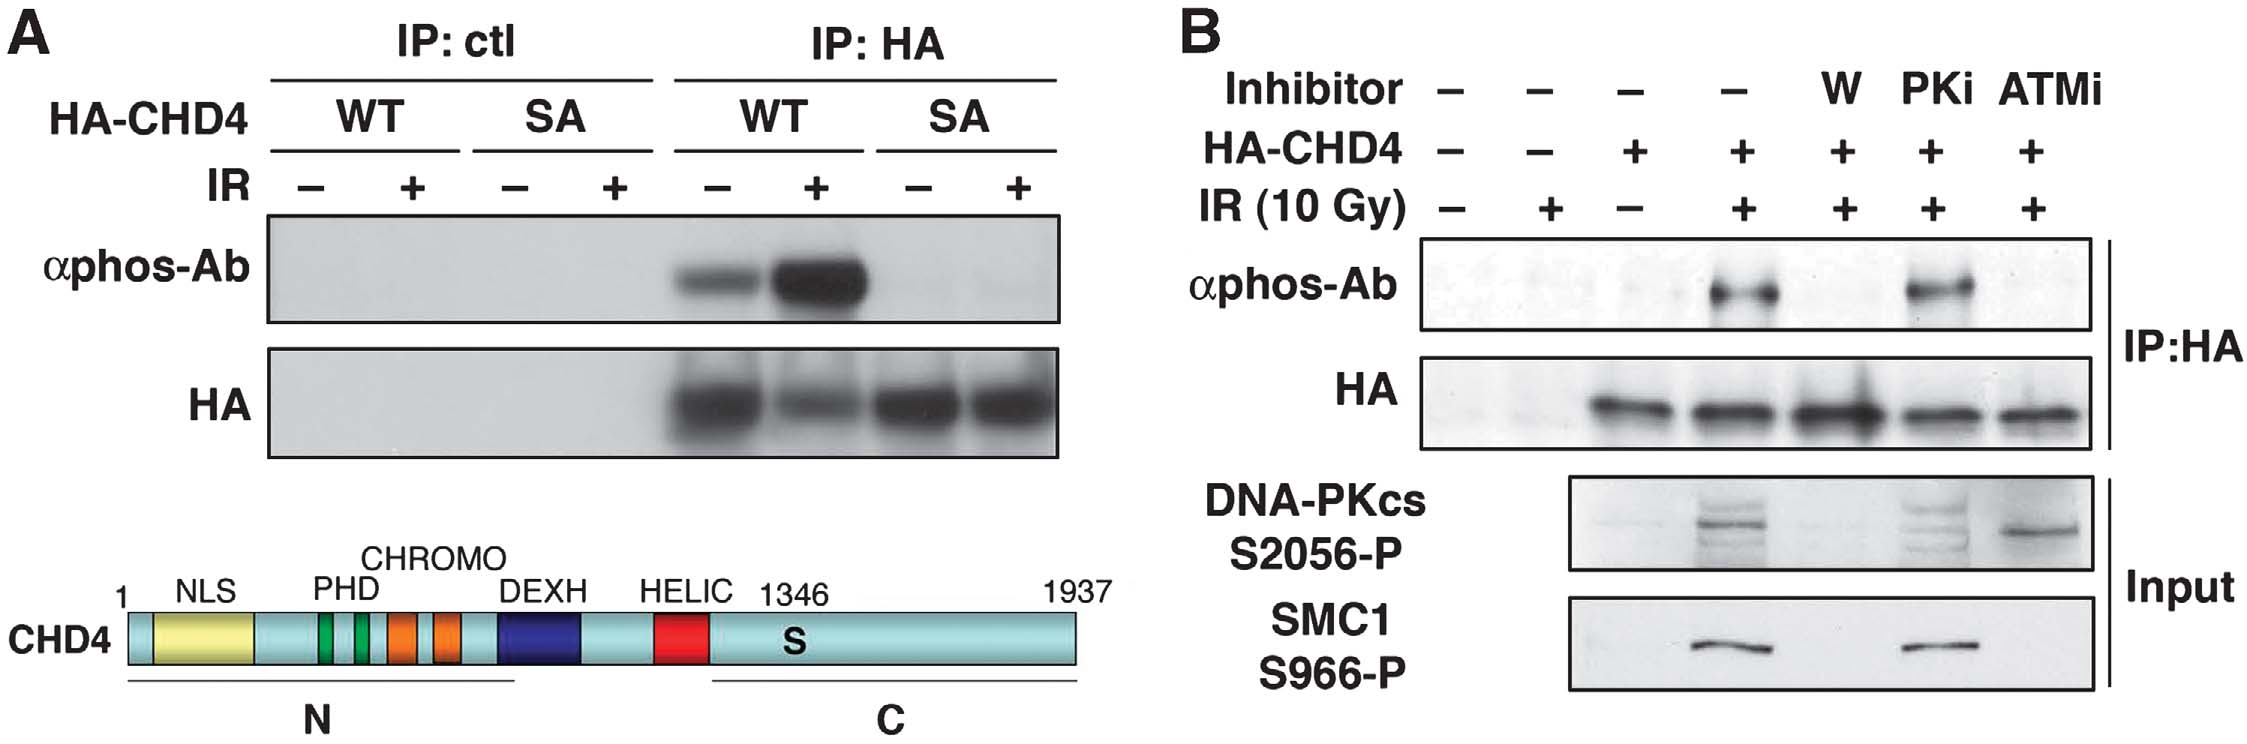 A
IP: ctl IP: HA
HA-CHD4 WT SA WT SA
IR – + – + – + – +
αphos-Ab
HA
CHROMO
1 NLS PHD DEXH HELIC 1346 1937
CHD4 S
N C
B
Inhibitor – – – – W PKi ATMi
HA-CHD4 – – + + + + +
IR (10 Gy) – + – + + + +
αphos-Ab
HA
IP:HA
DNA-PKcs
S2056-P
SMC1
S966-P
Input